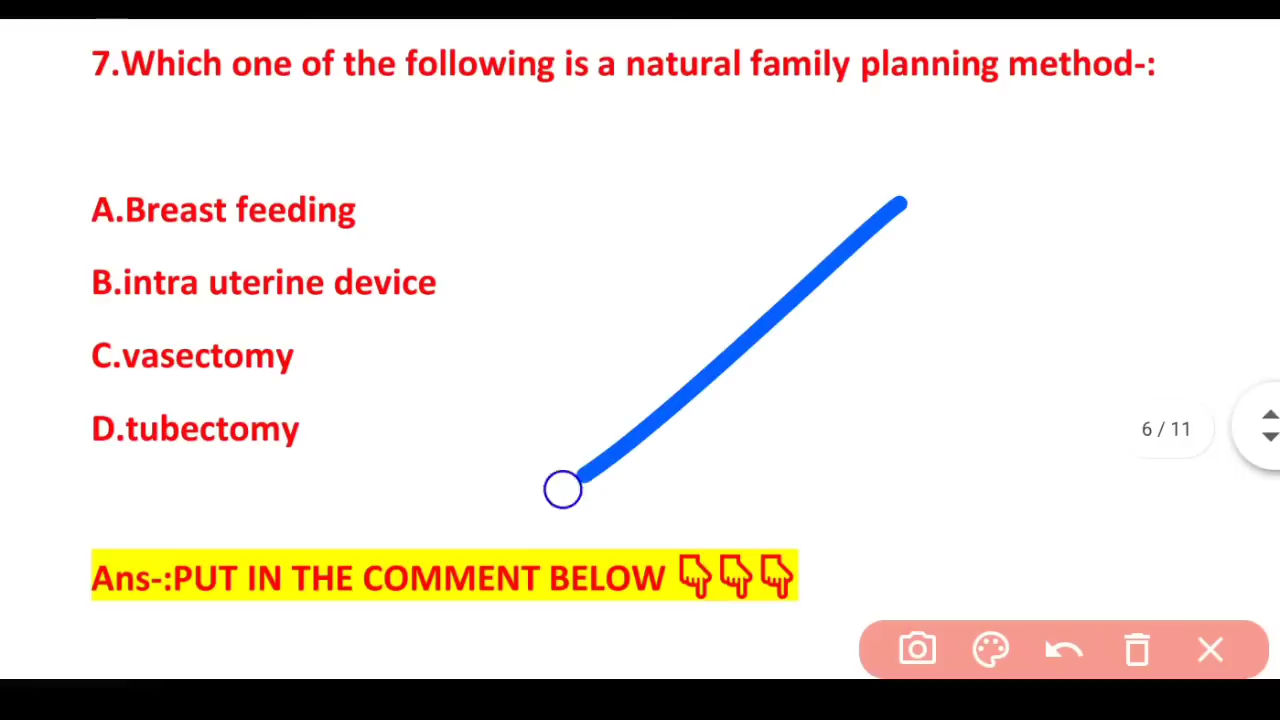 7.Which one of the following is a natural family planning method-:
A.Breast feeding
B.intra uterine device
C.vasectomy
D.tubectomy
6 / 11
Ans-:PUT IN THE COMMENT BELOW 👇👇👇